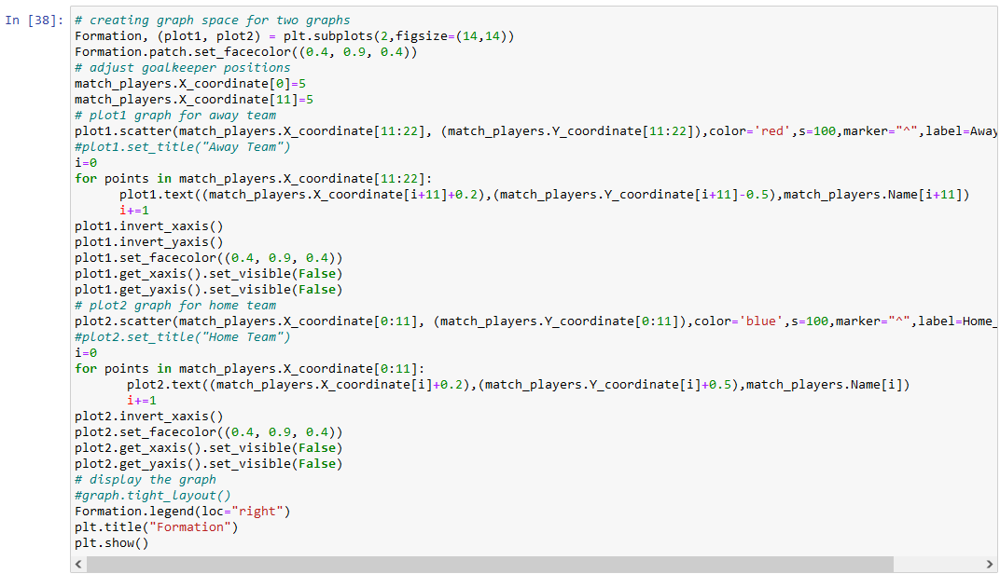 In [38]:
# creating graph space for two graphs
Formation, (plot1, plot2) = plt.subplots(2,figsize=(14,14))
Formation.patch.set_facecolor((0.4, 0.9, 0.4))
# adjust goalkeeper positions
match_players.X_coordinate[0]=5
match_players.X_coordinate[11]=5
# plot1 graph for away team
plot1.scatter(match_players.X_coordinate[11:22], (match_players.Y_coordinate[11:22]),color='red',s=100,marker="^",label=Away
#plot1.set_title("Away Team")
i=0
for points in match_players.X_coordinate[11:22]:
      plot1.text((match_players.X_coordinate[i+11]+0.2),(match_players.Y_coordinate[i+11]-0.5),match_players.Name[i+11])
      i+=1
plot1.invert_xaxis()
plot1.invert_yaxis()
plot1.set_facecolor((0.4, 0.9, 0.4))
plot1.get_xaxis().set_visible(False)
plot1.get_yaxis().set_visible(False)
# plot2 graph for home team
plot2.scatter(match_players.X_coordinate[0:11], (match_players.Y_coordinate[0:11]),color='blue',s=100,marker="^",label=Home_
#plot2.set_title("Home Team")
i=0
for points in match_players.X_coordinate[0:11]:
       plot2.text((match_players.X_coordinate[i]+0.2),(match_players.Y_coordinate[i]+0.5),match_players.Name[i])
       i+=1
plot2.invert_xaxis()
plot2.set_facecolor((0.4, 0.9, 0.4))
plot2.get_xaxis().set_visible(False)
plot2.get_yaxis().set_visible(False)
# display the graph
#graph.tight_layout()
Formation.legend(loc="right")
plt.title("Formation")
plt.show()